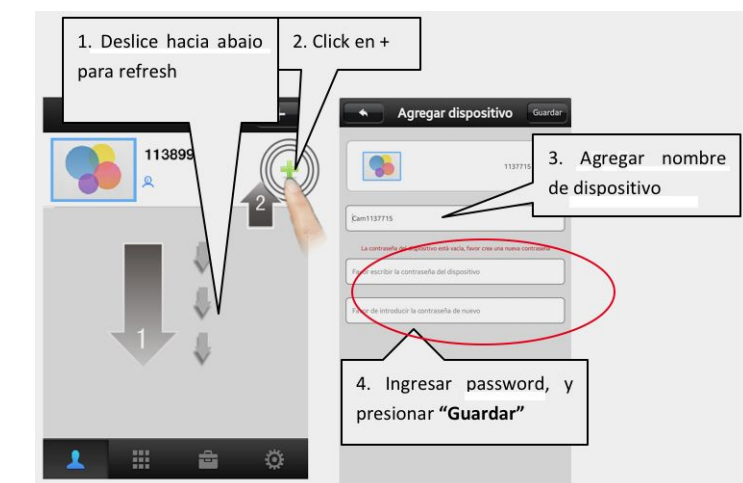 1. Deslice hacia abajo
para refresh
2. Click en +
113899
2
1
Agregar dispositivo
Guardar
1137715
3. Agregar nombre
de dispositivo
Cam1137715
La contraseña del dispositivo está vacía, favor crea una nueva contraseña
Favor escribir la contraseña del dispositivo
Favor de introducir la contraseña de nuevo
4. Ingresar password, y
presionar “Guardar”